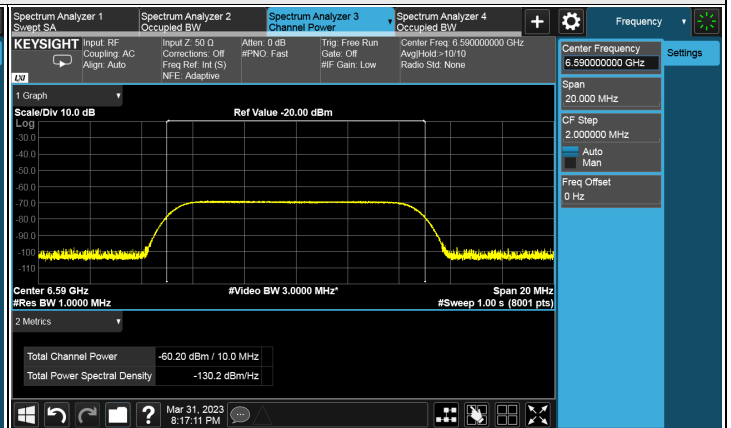 Spectrum Analyzer 1
Swept SA
Spectrum Analyzer 2
Occupied BW
Spectrum Analyzer 3
Channel Power
Spectrum Analyzer 4
Occupied BW
+
Frequency
KEYSIGHT
LXI
Input: RF
Coupling: AC
Align: Auto
Input Z: 50 Ω
Corrections: Off
Freq Ref: Int (S)
NFE: Adaptive
Atten: 0 dB
#PNO: Fast
Trig: Free Run
Gate: Off
#IF Gain: Low
Center Freq: 6.590000000 GHz
Avg|Hold:>10/10
Radio Std: None
Center Frequency
6.590000000 GHz
Settings
Span
20.000 MHz
CF Step
2.000000 MHz
Auto
Man
Freq Offset
0 Hz
1 Graph
Scale/Div 10.0 dB
Ref Value -20.00 dBm
Log
-30.0
-40.0
-50.0
-60.0
-70.0
-80.0
-90.0
-100
-110
Center 6.59 GHz
#Video BW 3.0000 MHz*
Span 20 MHz
#Res BW 1.0000 MHz
#Sweep 1.00 s (8001 pts)
2 Metrics
Total Channel Power -60.20 dBm / 10.0 MHz
Total Power Spectral Density -130.2 dBm/Hz
?
Mar 31, 2023
8:17:11 PM